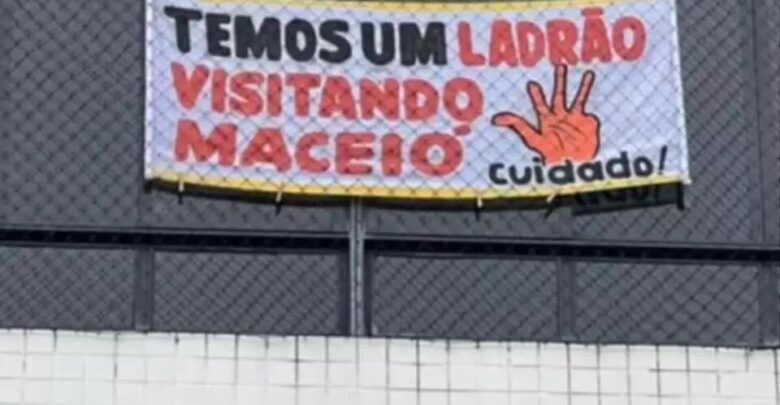 TEMOS UM LADRÃO
VISITANDO
MACEIÓ
cuidado!